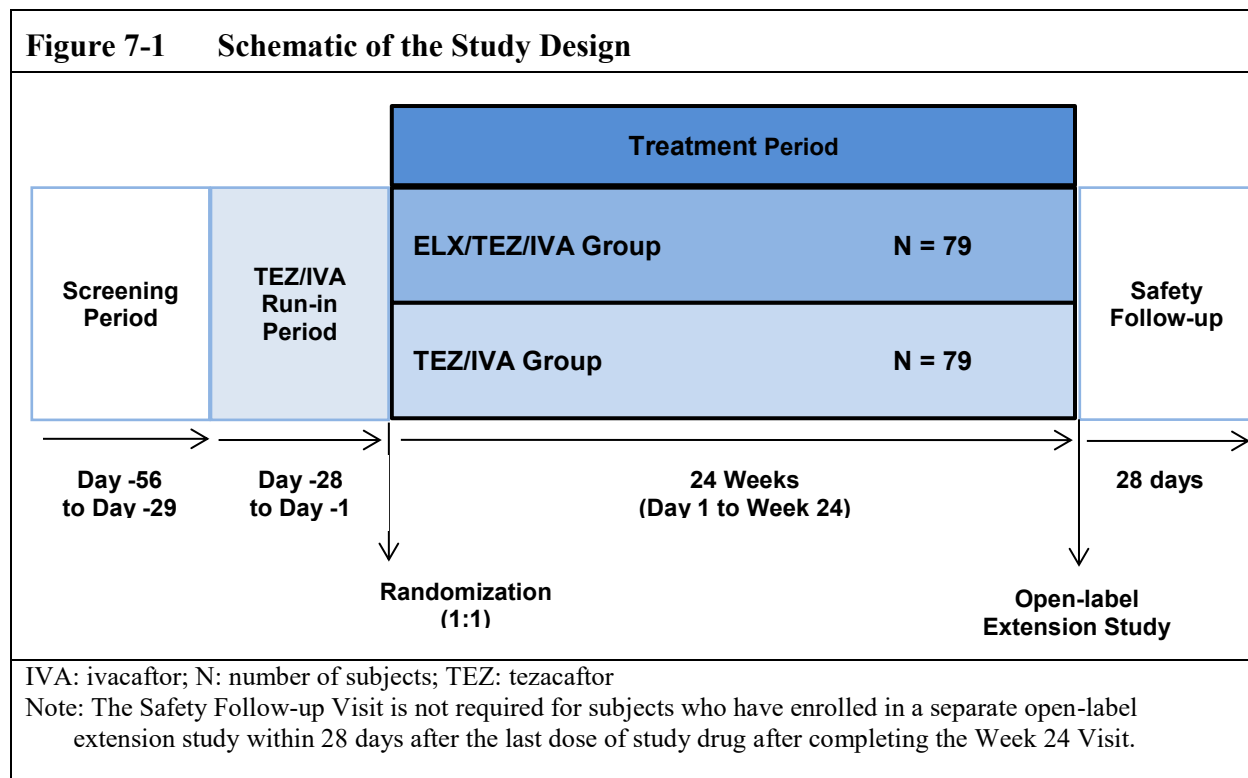 Figure 7-1 Schematic of the Study Design
Treatment Period
Screening
Period
TEZ/IVA
Run-in
Period
ELX/TEZ/IVA Group N = 79
TEZ/IVA Group N = 79
Safety
Follow-up
Day -56
to Day -29
Day -28
to Day -1
24 Weeks
(Day 1 to Week 24)
28 days
Randomization
(1:1)
Open-label
Extension Study
IVA: ivacaftor; N: number of subjects; TEZ: tezacaftor
Note: The Safety Follow-up Visit is not required for subjects who have enrolled in a separate open-label
extension study within 28 days after the last dose of study drug after completing the Week 24 Visit.